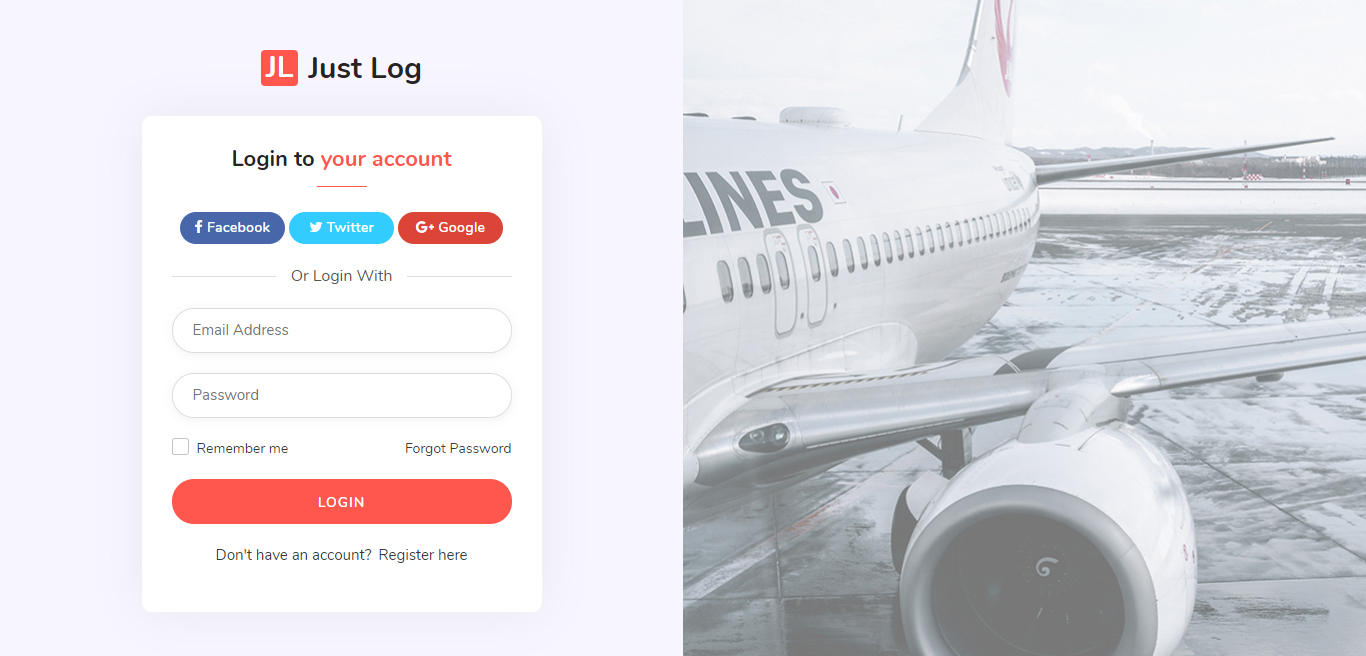 JL Just Log
Login to your account
Facebook Twitter G+ Google
Or Login With
Email Address
Password
Remember me Forgot Password
LOGIN
Don't have an account? Register here
LINES